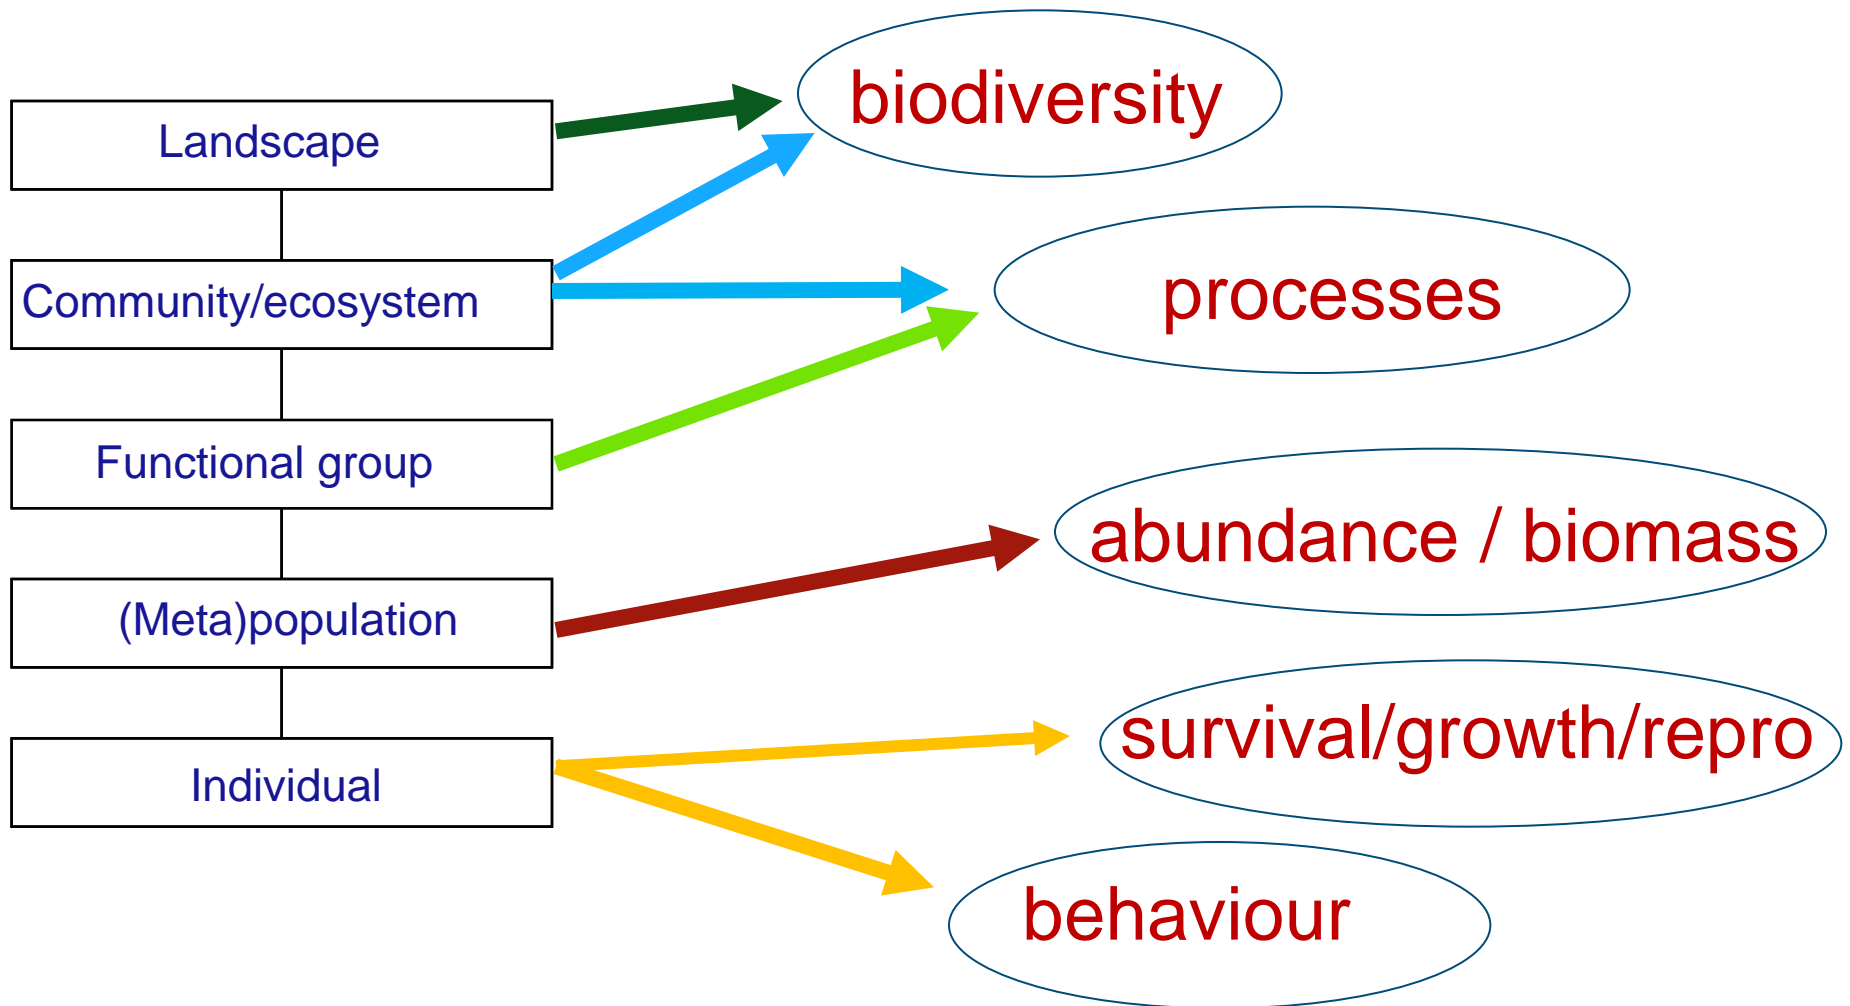 biodiversity
Landscape
processes
Community/ecosystem
Functional group
abundance / biomass
(Meta)population
survival/growth/repro
Individual
behaviour